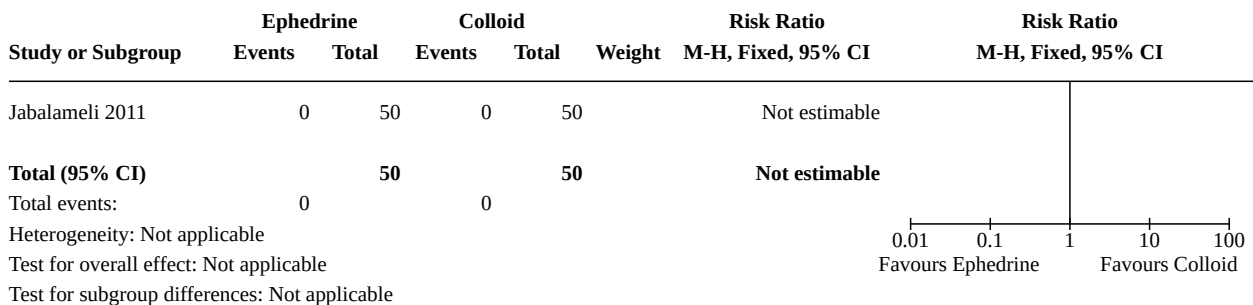 Ephedrine Colloid Risk Ratio Risk Ratio
Study or Subgroup Events Total Events Total Weight M-H, Fixed, 95% CI M-H, Fixed, 95% CI
Jabalameli 2011 0 50 0 50 Not estimable
Total (95% CI) 50 50 Not estimable
Total events: 0 0
Heterogeneity: Not applicable
0.01 0.1 1 10 100
Test for overall effect: Not applicable Favours Ephedrine Favours Colloid
Test for subgroup differences: Not applicable